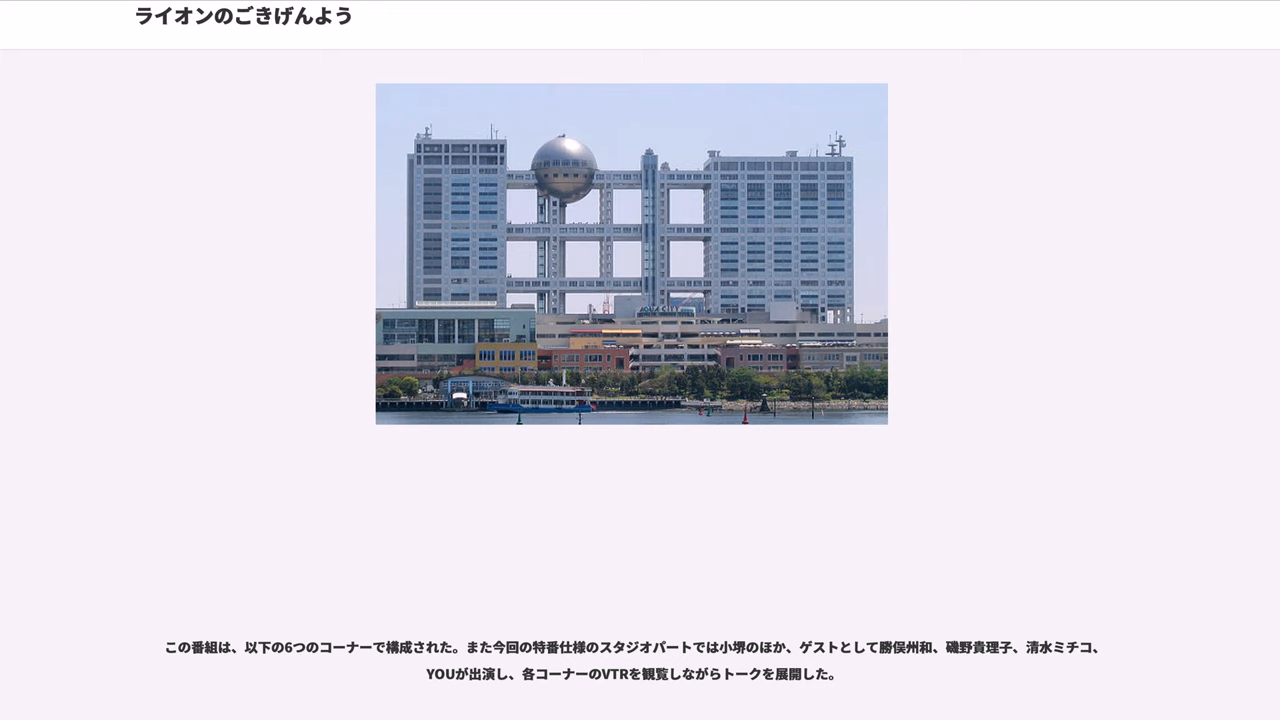 ライオンのごきげんよう
AQUA CITY
この番組は、以下の6つのコーナーで構成された。また今回の特番仕様のスタジオパートでは小堺のほか、ゲストとして勝俣州和、磯野貴理子、清水ミチコ、
YOUが出演し、各コーナーのVTRを観覧しながらトークを展開した。